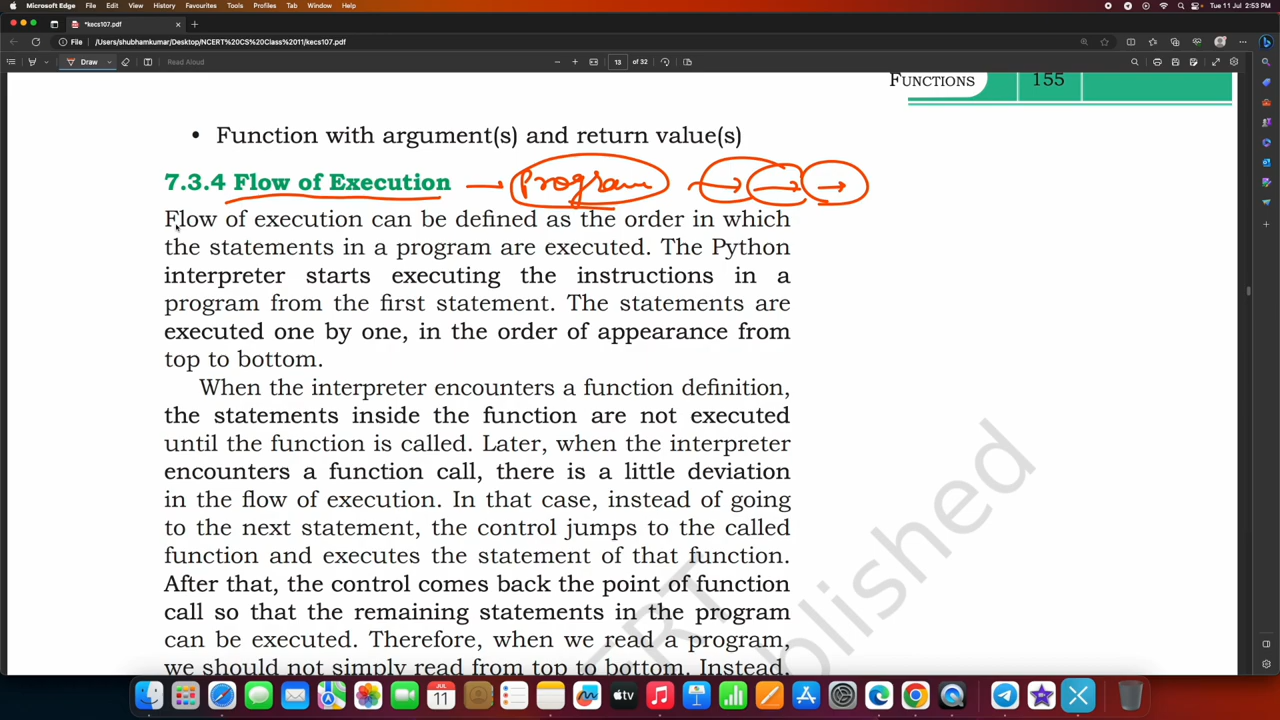 Microsoft Edge File Edit View History Favourites Tools Profiles Tab Window Help Tue 11 Jul 2:53 PM
*kecs107.pdf
File /Users/shubhamkumar/Desktop/NCERT%20CS%20Class%2011/kecs107.pdf
Draw Read Aloud 13 of 32
FUNCTIONS 155
• Function with argument(s) and return value(s)
7.3.4 Flow of Execution Program
Flow of execution can be defined as the order in which
the statements in a program are executed. The Python
interpreter starts executing the instructions in a
program from the first statement. The statements are
executed one by one, in the order of appearance from
top to bottom.
When the interpreter encounters a function definition,
the statements inside the function are not executed
until the function is called. Later, when the interpreter
encounters a function call, there is a little deviation
in the flow of execution. In that case, instead of going
to the next statement, the control jumps to the called
function and executes the statement of that function.
After that, the control comes back the point of function
call so that the remaining statements in the program
can be executed. Therefore, when we read a program,
we should not simply read from top to bottom. Instead,
blished
JUL
11
tv